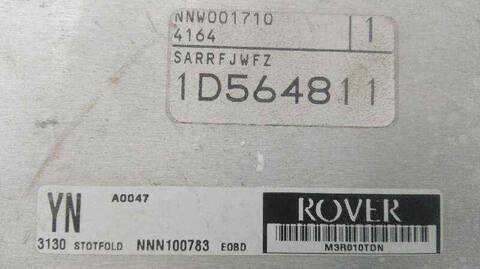 NNW001710
4164 1
SARRFJWFZ
1D564811
YN A0047
3130 STOTFOLD NNN100783 EOBD
ROVER
M3R010TDN